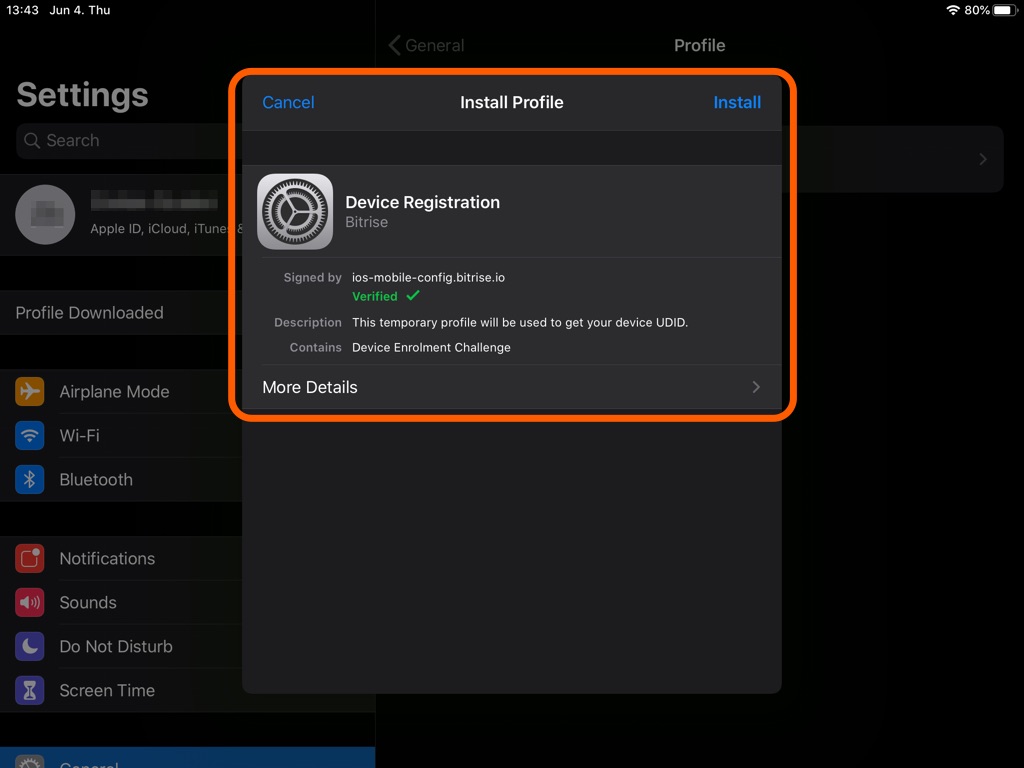 13:43 Jun 4. Thu
80%
Settings
Search
Apple ID, iCloud, iTunes &
Profile Downloaded
Airplane Mode
Wi-Fi
Bluetooth
Notifications
Sounds
Do Not Disturb
Screen Time
General
General
Profile
Cancel
Install Profile
Install
Device Registration
Bitrise
Signed by ios-mobile-config.bitrise.io
Verified
Description This temporary profile will be used to get your device UDID.
Contains Device Enrolment Challenge
More Details